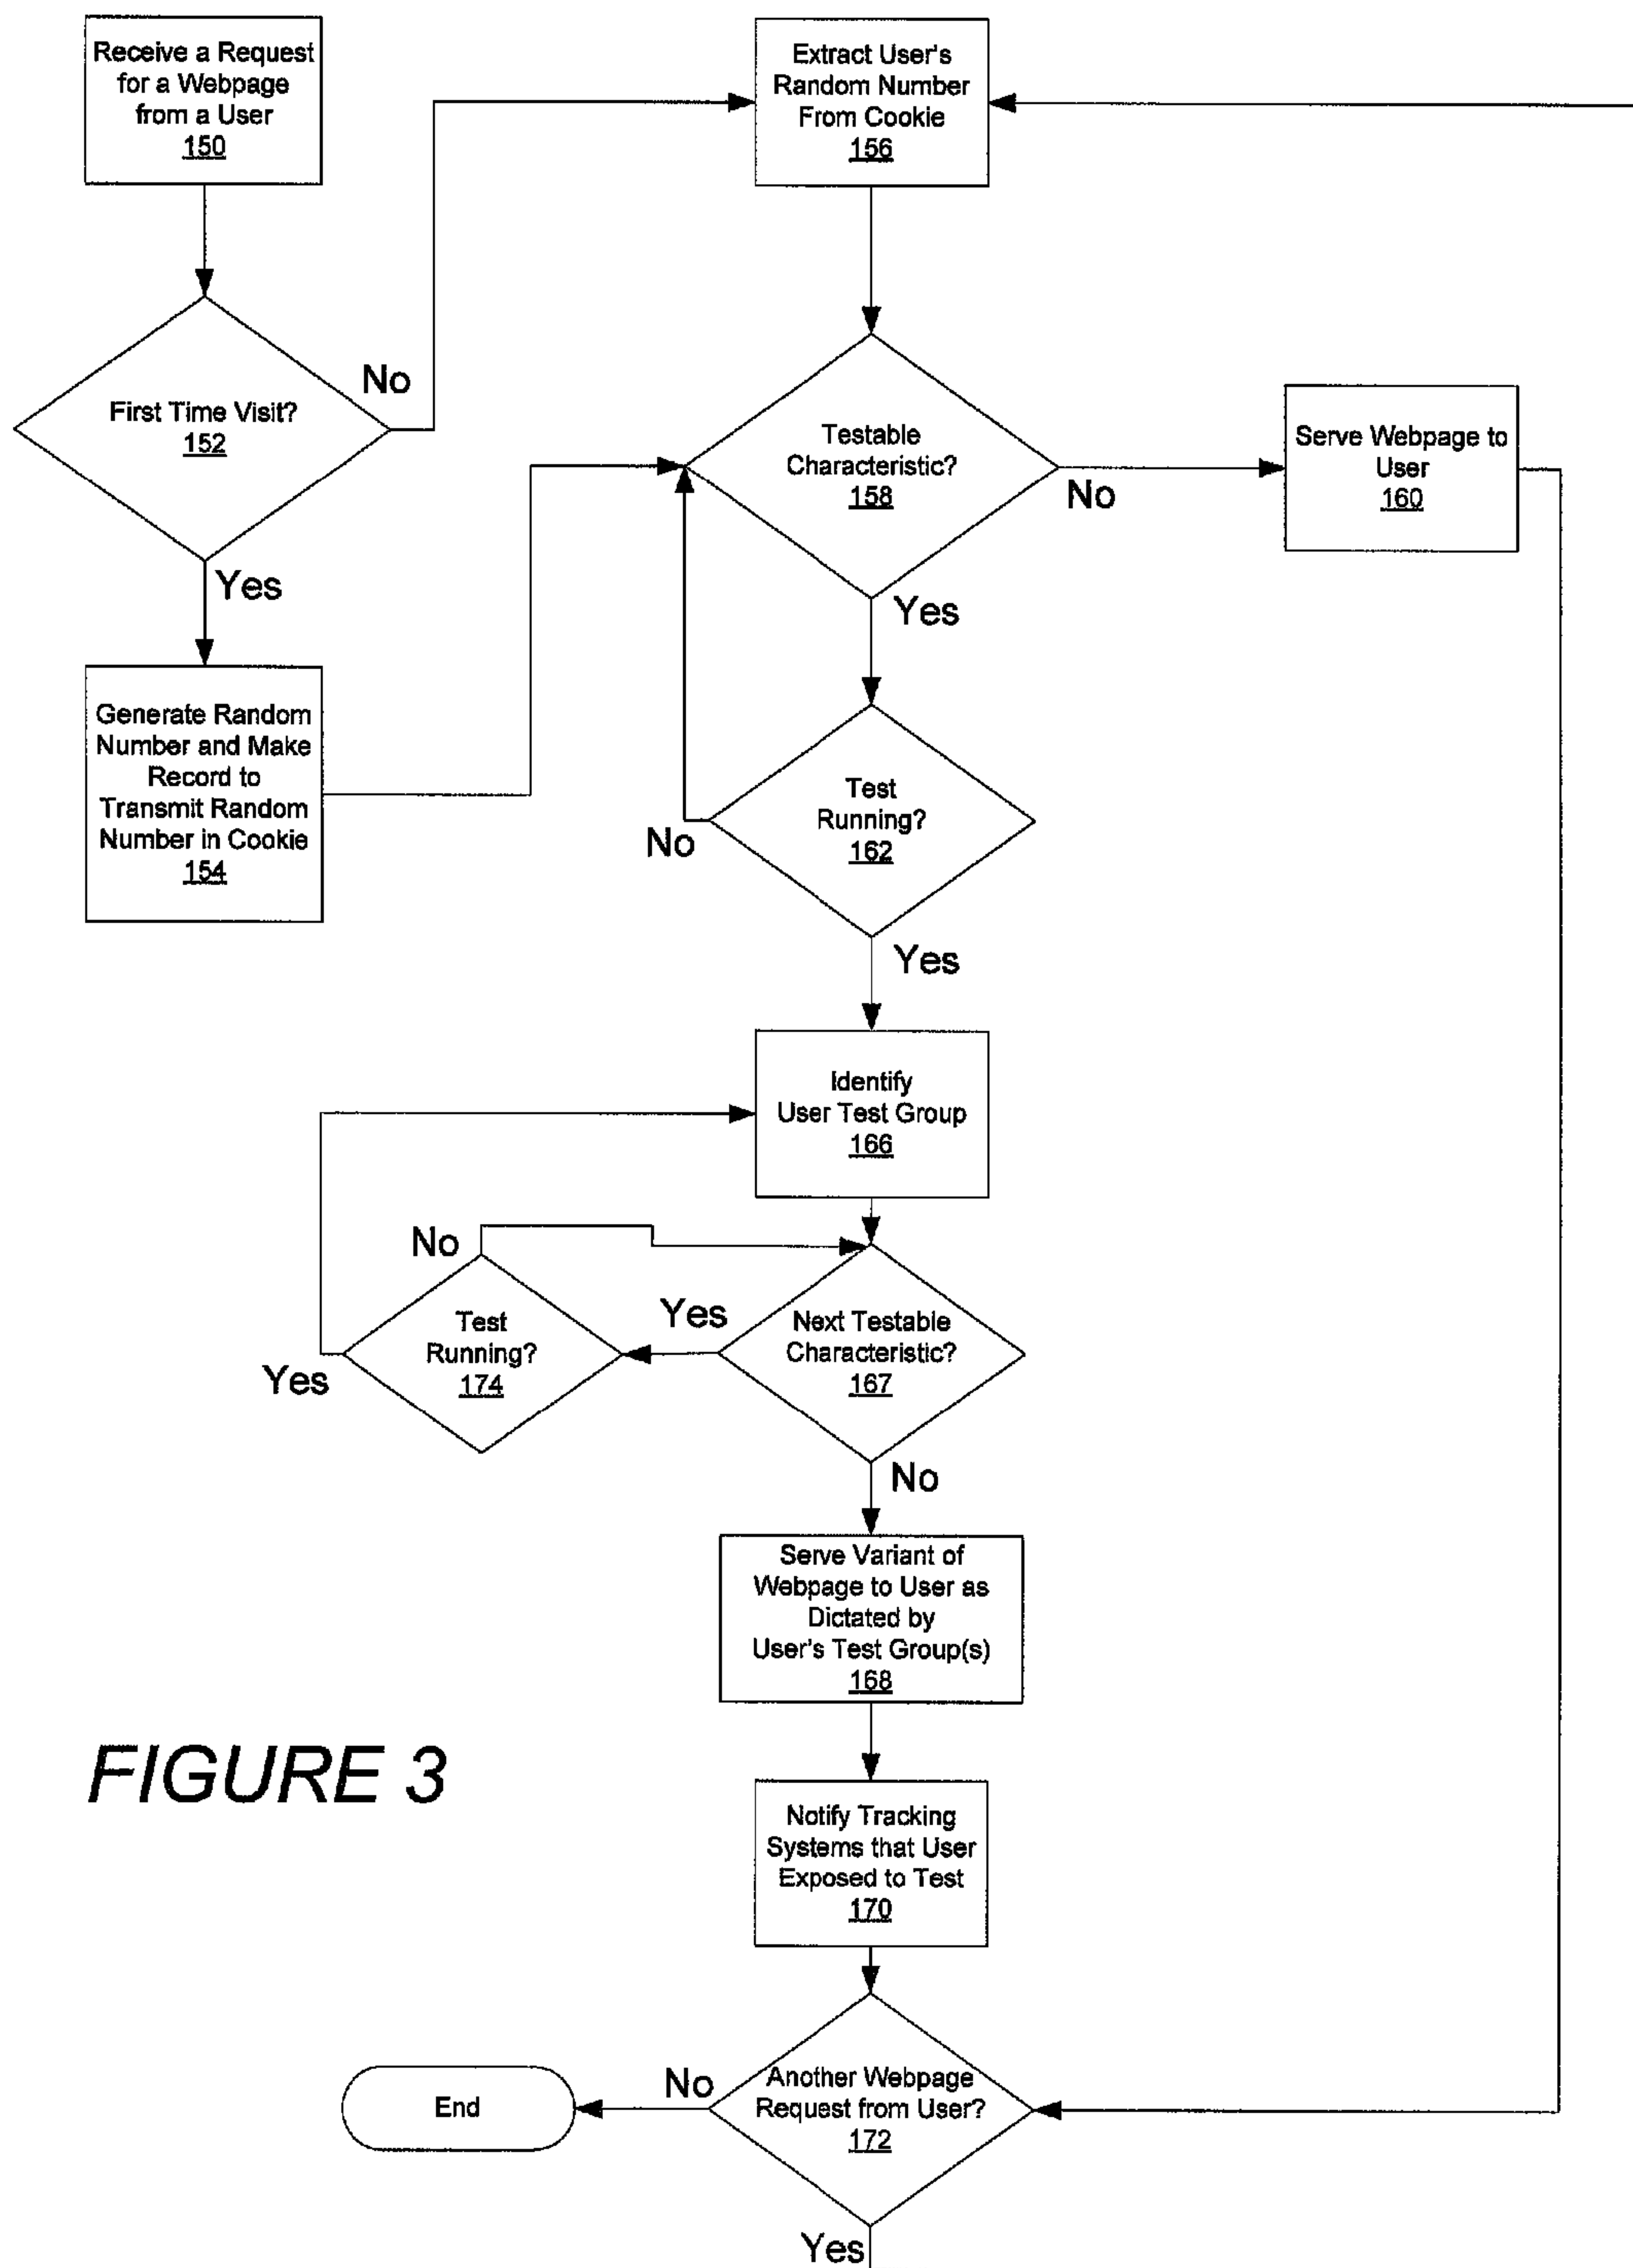 Receive a Request
for a Webpage
from a User
150
First Time Visit?
152
No
Yes
Generate Random
Number and Make
Record to
Transmit Random
Number in Cookie
154
Extract User's
Random Number
From Cookie
156
Testable
Characteristic?
158
No
Serve Webpage to
User
160
Yes
Test
Running?
162
No
Yes
Identify
User Test Group
166
Next Testable
Characteristic?
167
Yes
Test
Running?
174
No
Yes
No
Serve Variant of
Webpage to User as
Dictated by
User's Test Group(s)
168
Notify Tracking
Systems that User
Exposed to Test
170
Another Webpage
Request from User?
172
No
End
Yes
FIGURE 3